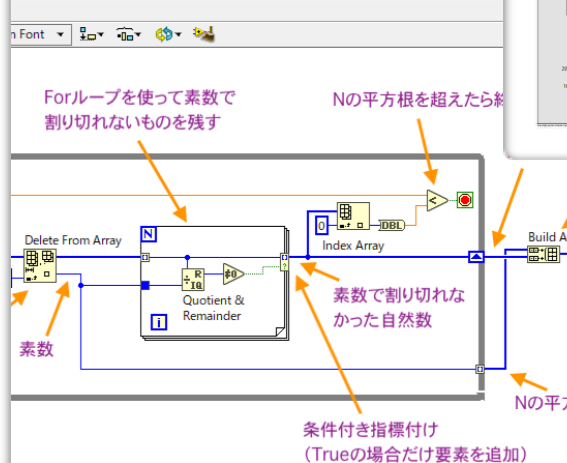 n Font
Forループを使って素数で
割り切れないものを残す
Nの平方根を超えたら
N
Delete From Array
0
DBL
<
Index Array
Build A
R
IQ
≠0
?
Quotient &
Remainder
i
素数で割り切れな
かった自然数
素数
Nの平方
条件付き指標付け
（Trueの場合だけ要素を追加）